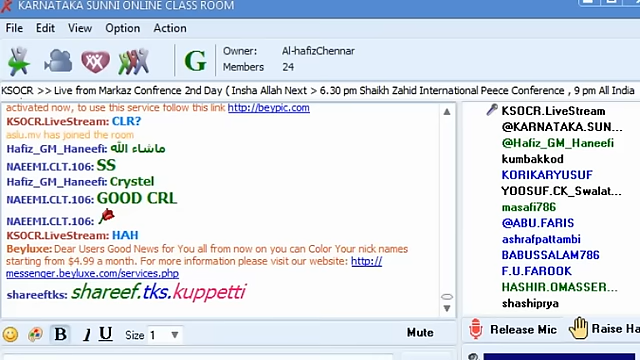 KARNATAKA SUNNI ONLINE CLASS ROOM
File Edit View Option Action
Owner: Al-hafizChennar
Members 24
G
KSOCR >> Live from Markaz Confrence 2nd Day ( Insha Allah Next > 6.30 pm Shaikh Zahid International Peece Conference , 9 pm All India
activated now, to use this service follow this link http://beypic.com
KSOCR.LiveStream: CLR?
aslu.mv has joined the room
Hafiz_GM_Haneefi: ماشاء الله
NAEEMI.CLT.106: SS
Hafiz_GM_Haneefi: Crystel
NAEEMI.CLT.106: GOOD CRL
NAEEMI.CLT.106:
KSOCR.LiveStream: HAH
Beyluxe: Dear Users Good News for You all from now on you can Color Your nick names
starting from $4.99 a month. For more information please visit our website: http://
messenger.beyluxe.com/services.php
shareeftks: shareef.tks.kuppetti
KSOCR.LiveStream
@KARNATAKA.SUN...
@Hafiz_GM_Haneefi
kumbakkod
KORIKARYUSUF
YOOSUF.CK_Swalat...
masafi786
@ABU.FARIS
ashrafpattambi
BABUSSALAM786
F.U.FAROOK
HASHIR.OMASSER...
shashiprya
B I U Size 1 Mute
Release Mic Raise Ha